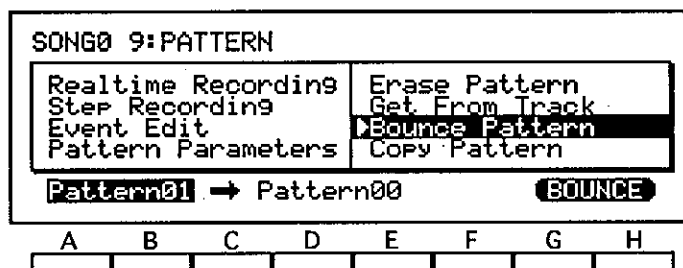 SONG0 9:PATTERN
Realtime Recording
Step Recording
Event Edit
Pattern Parameters
Erase Pattern
Get From Track
Bounce Pattern
Copy Pattern
Pattern01 → Pattern00 BOUNCE
A B C D E F G H